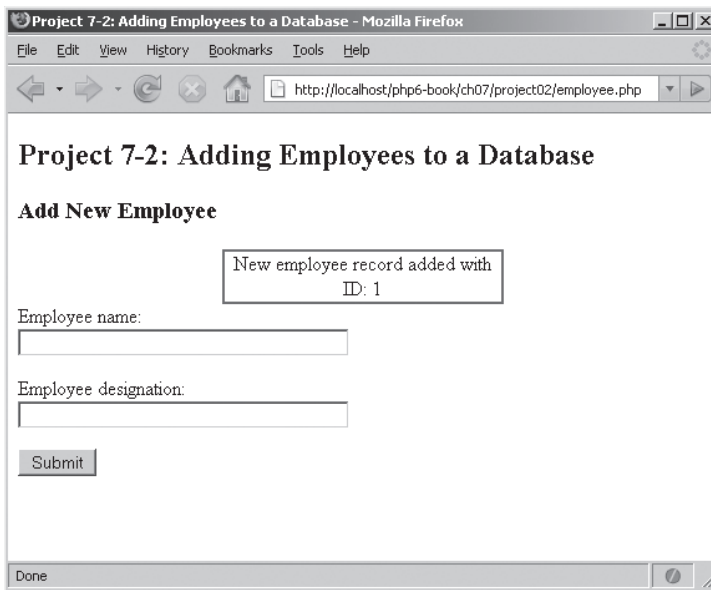 Project 7-2: Adding Employees to a Database - Mozilla Firefox
File Edit View History Bookmarks Tools Help
http://localhost/php6-book/ch07/project02/employee.php
Project 7-2: Adding Employees to a Database
Add New Employee
New employee record added with
ID: 1
Employee name:
Employee designation:
Submit
Done